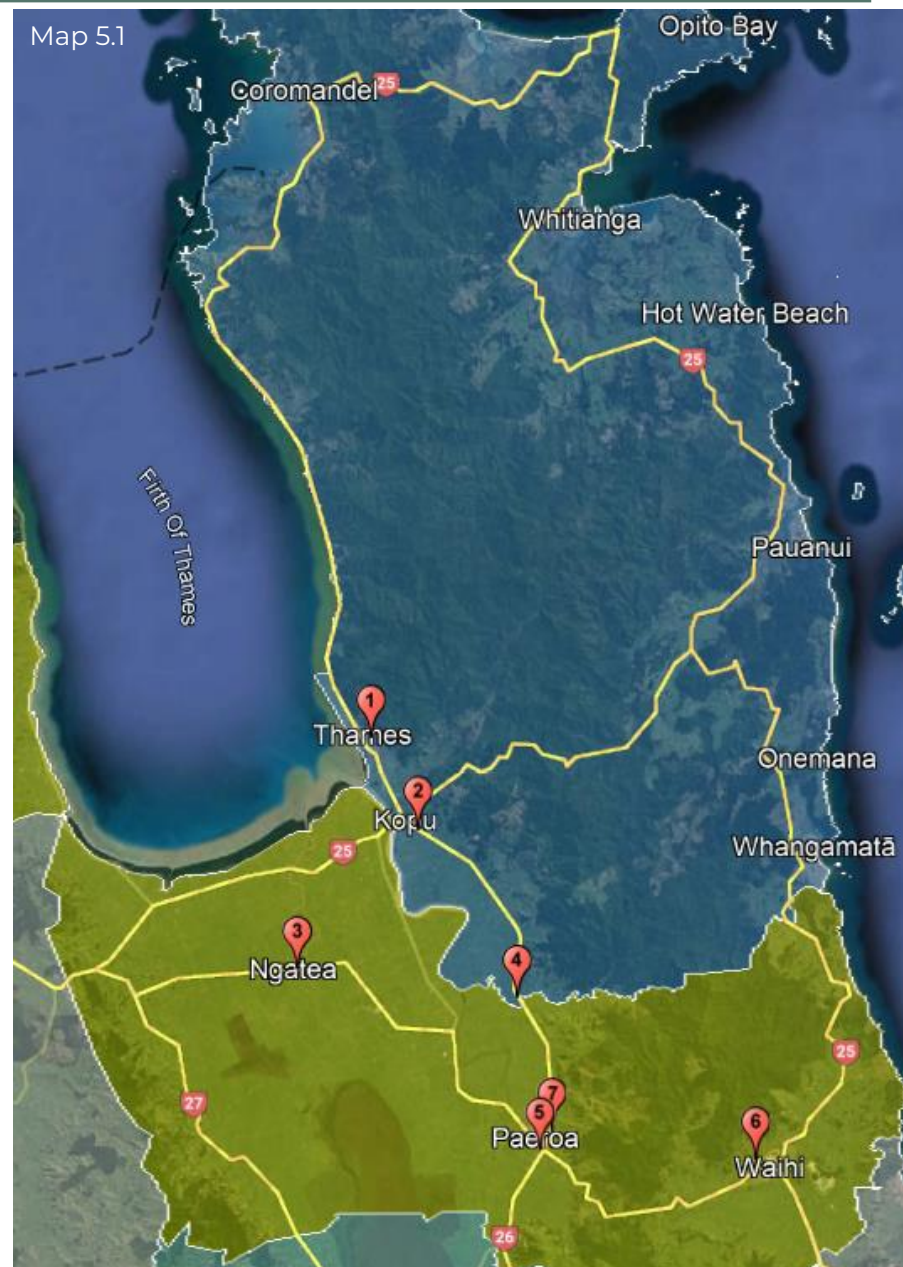 Map 5.1
Opito Bay
Coromandel
25
Whitianga
Hot Water Beach
25
Firth Of Thames
Pauanui
1
Thames
2
Kopu
Onemana
25
Whangamatā
3
Ngatea
4
25
27
7
5
Paeroa
6
Waihi
26